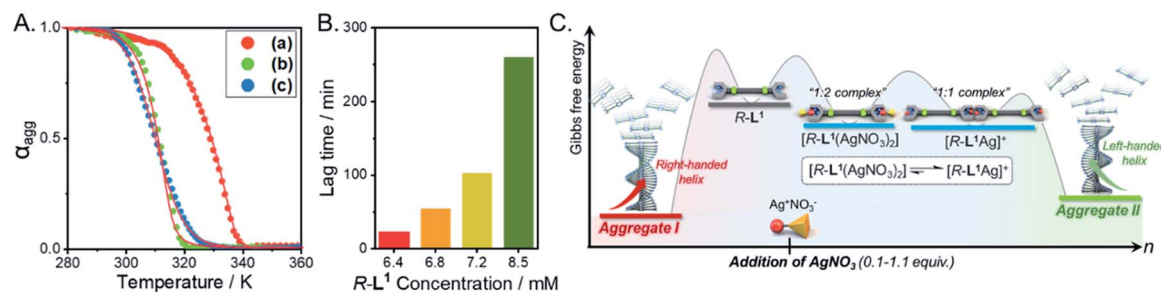 A.
αagg
1.0
0.5
0.0
280
300
320
340
360
Temperature / K
(a)
(b)
(c)
B.
Lag time / min
300
200
100
0
6.4
6.8
7.2
8.5
R-L¹ Concentration / mM
C.
Gibbs free energy
Right-handed
helix
Aggregate I
R-L¹
"1:2 complex"
[R-L¹(AgNO₃)₂]
"1:1 complex"
[R-L¹Ag]⁺
[R-L¹(AgNO₃)₂] ⇌ [R-L¹Ag]⁺
Left-handed
helix
Aggregate II
Ag⁺NO₃⁻
n
Addition of AgNO₃ (0.1-1.1 equiv.)